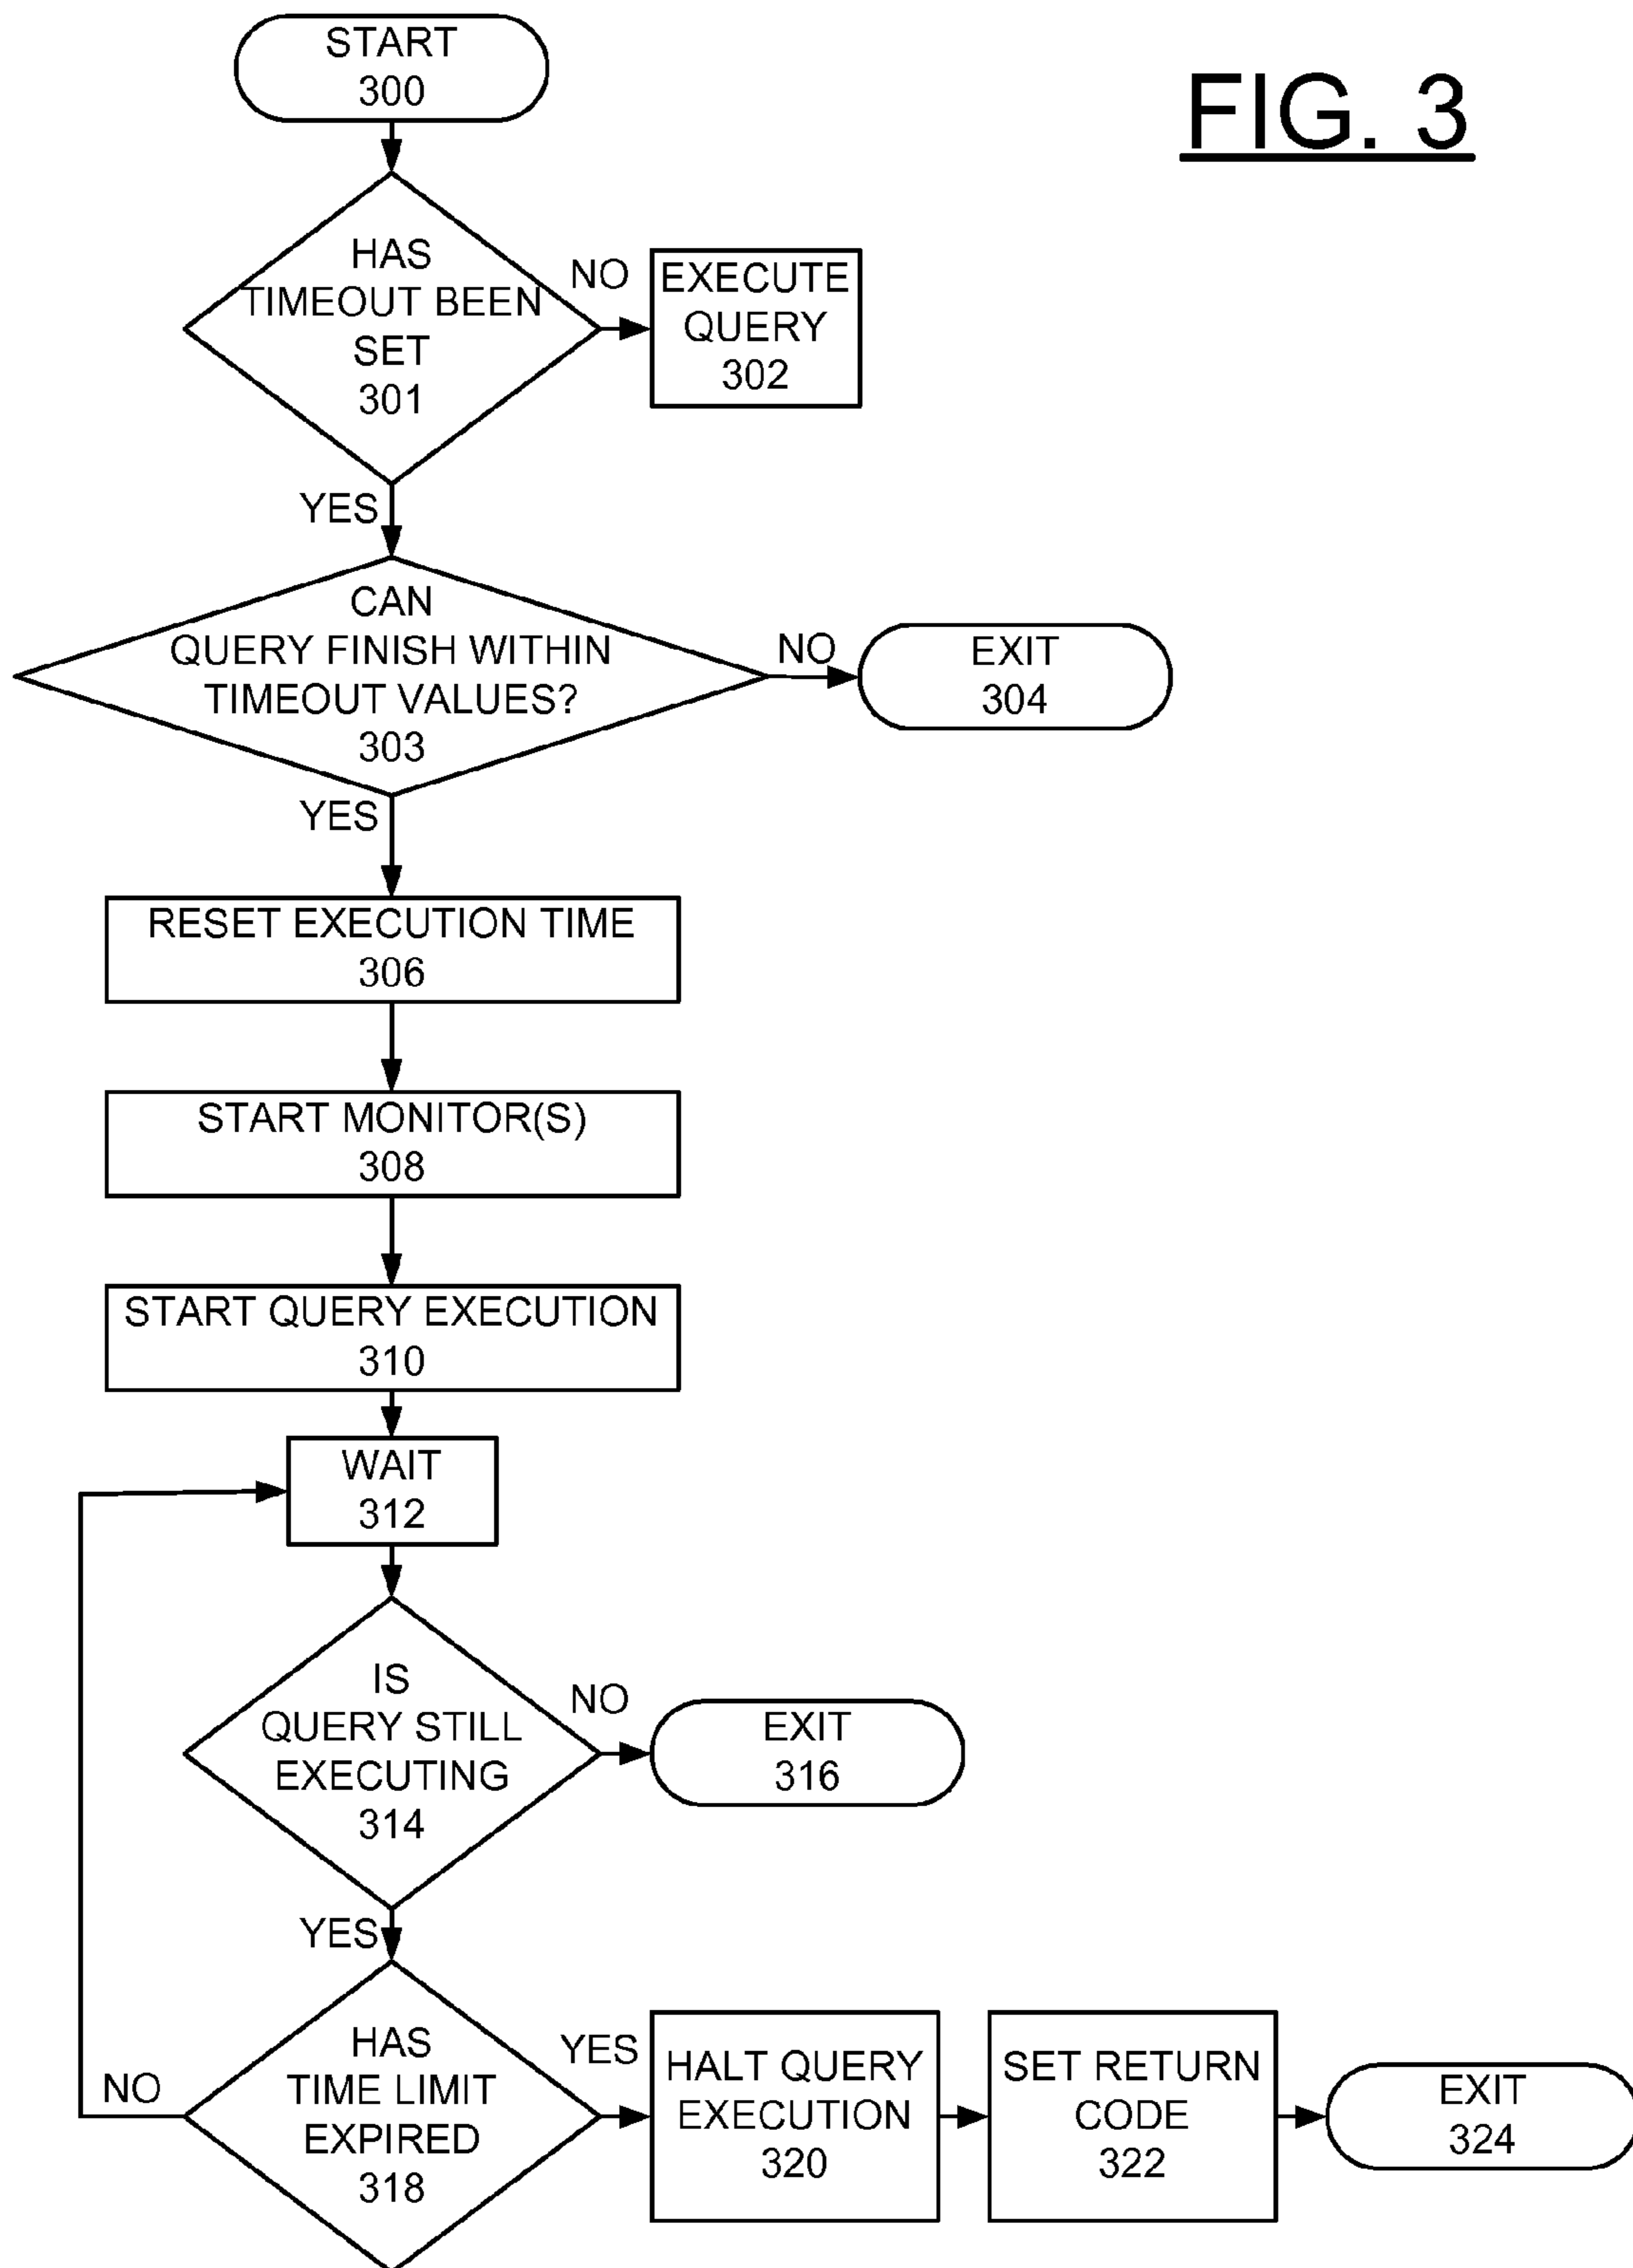 START
300
FIG. 3
HAS
TIMEOUT BEEN
SET
301
NO
EXECUTE
QUERY
302
YES
CAN
QUERY FINISH WITHIN
TIMEOUT VALUES?
303
NO
EXIT
304
YES
RESET EXECUTION TIME
306
START MONITOR(S)
308
START QUERY EXECUTION
310
WAIT
312
IS
QUERY STILL
EXECUTING
314
NO
EXIT
316
YES
HAS
TIME LIMIT
EXPIRED
318
NO
YES
HALT QUERY
EXECUTION
320
SET RETURN
CODE
322
EXIT
324